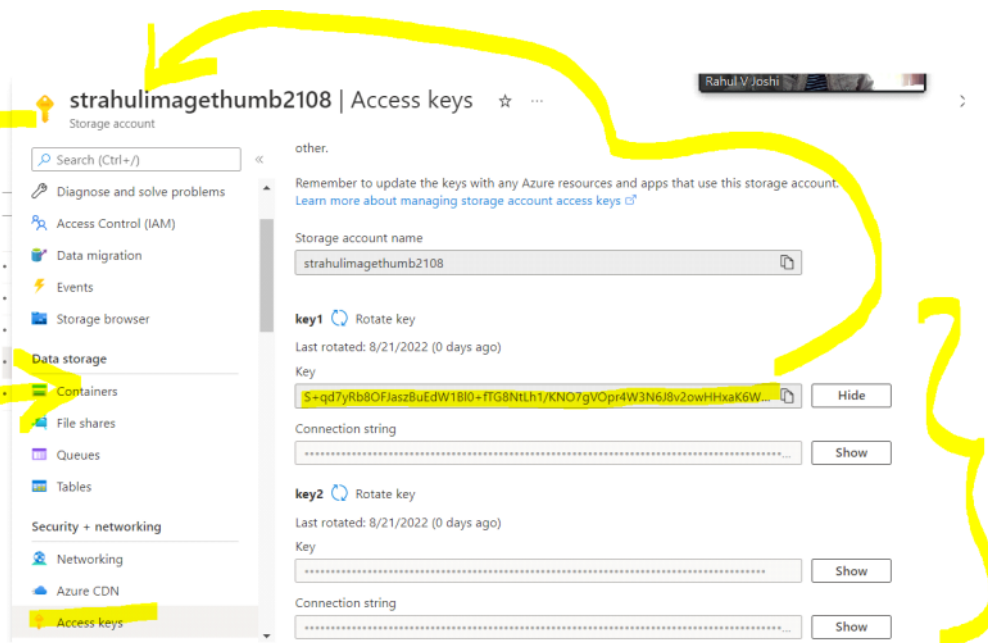 Rahul V Joshi
strahulimagethumb2108 | Access keys ☆ ...
Storage account
Search (Ctrl+/)
«
Diagnose and solve problems
Access Control (IAM)
Data migration
Events
Storage browser
Data storage
Containers
File shares
Queues
Tables
Security + networking
Networking
Azure CDN
Access keys
other.
Remember to update the keys with any Azure resources and apps that use this storage account.
Learn more about managing storage account access keys
Storage account name
strahulimagethumb2108
key1 Rotate key
Last rotated: 8/21/2022 (0 days ago)
Key
Hide
Connection string
Show
key2 Rotate key
Last rotated: 8/21/2022 (0 days ago)
Key
Show
Connection string
Show